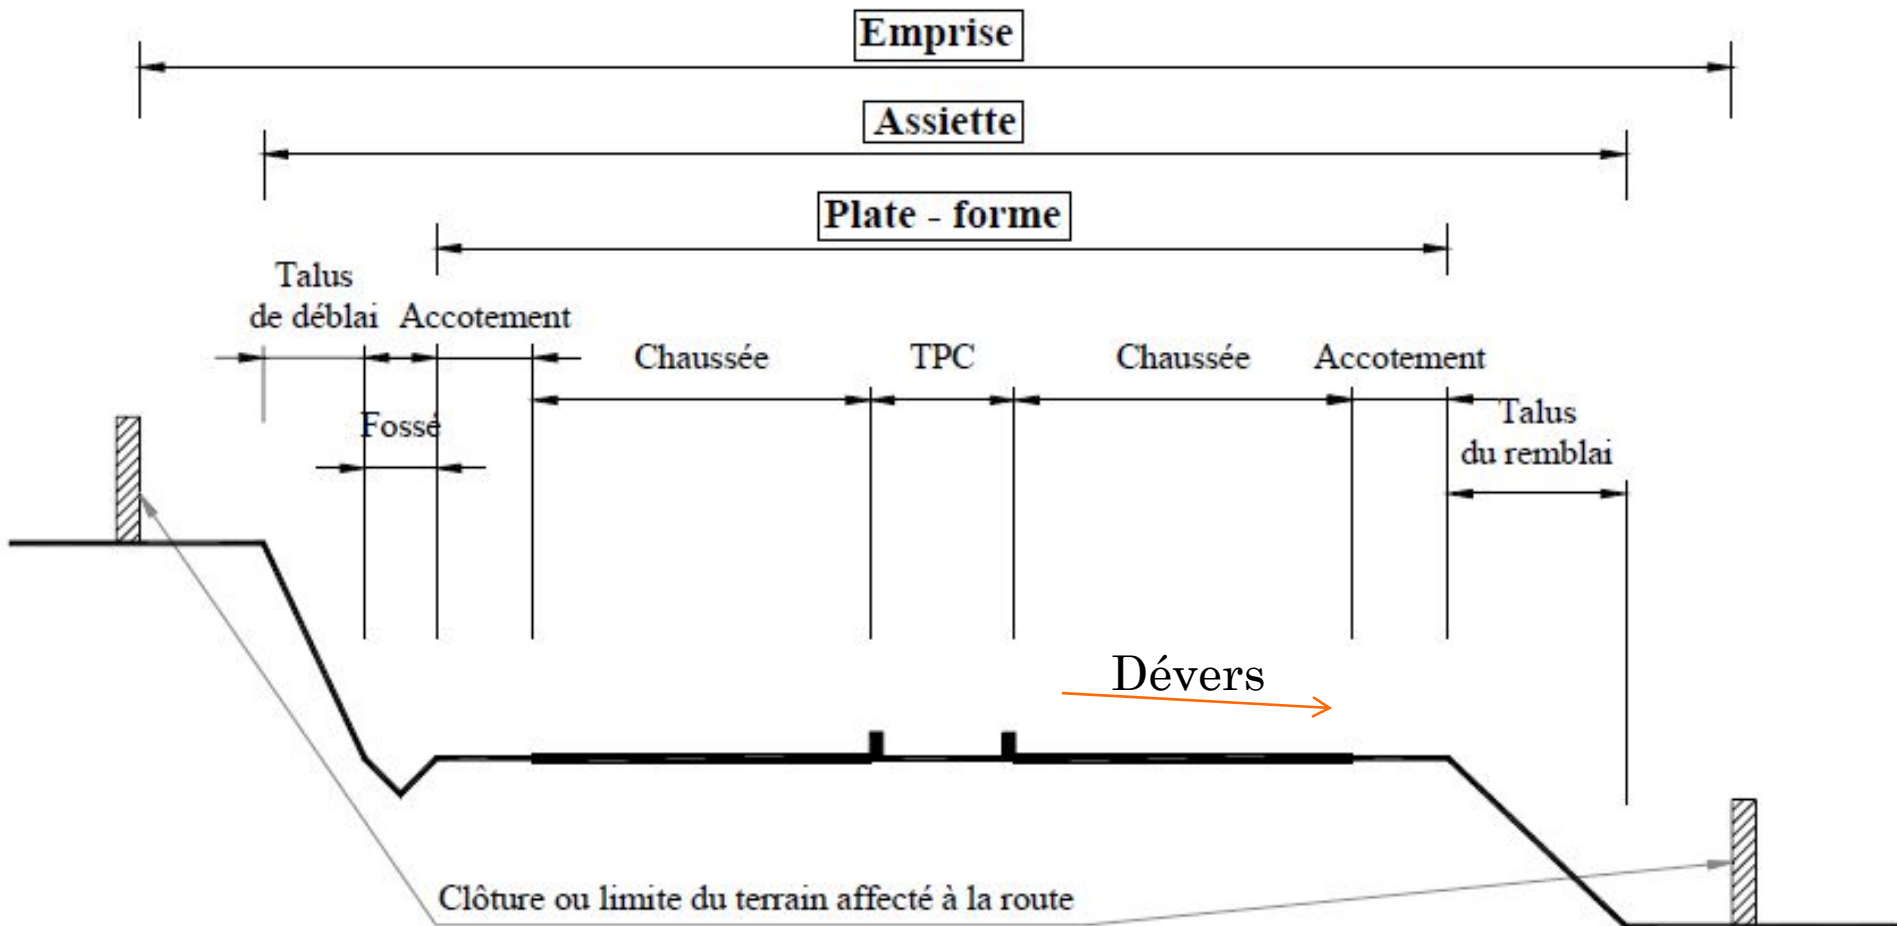 Emprise
Assiette
Plate - forme
Talus
de déblai
Accotement
Chaussée
TPC
Chaussée
Accotement
Fossé
Talus
du remblai
Dévers
Clôture ou limite du terrain affecté à la route